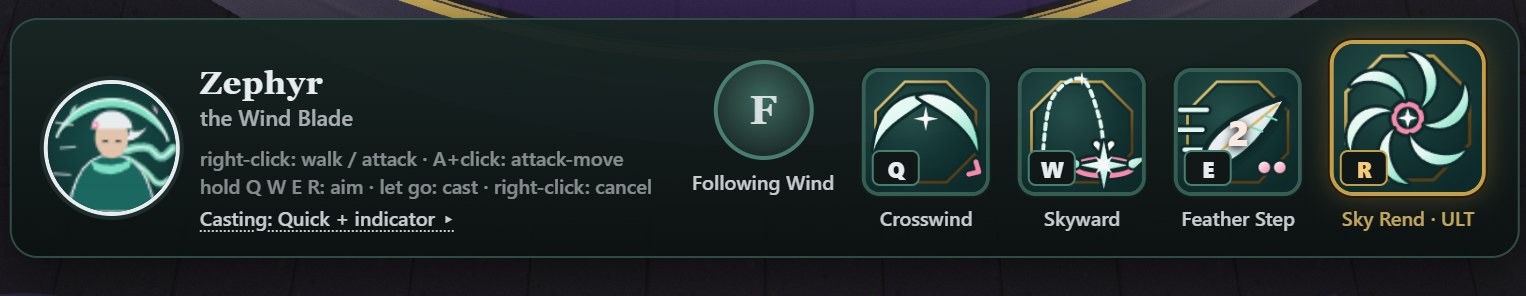 Zephyr
the Wind Blade
right-click: walk / attack · A+click: attack-move
hold Q W E R: aim · let go: cast · right-click: cancel
Casting: Quick + indicator ▸
F
Following Wind
Q
Crosswind
W
Skyward
2
E
Feather Step
R
Sky Rend · ULT